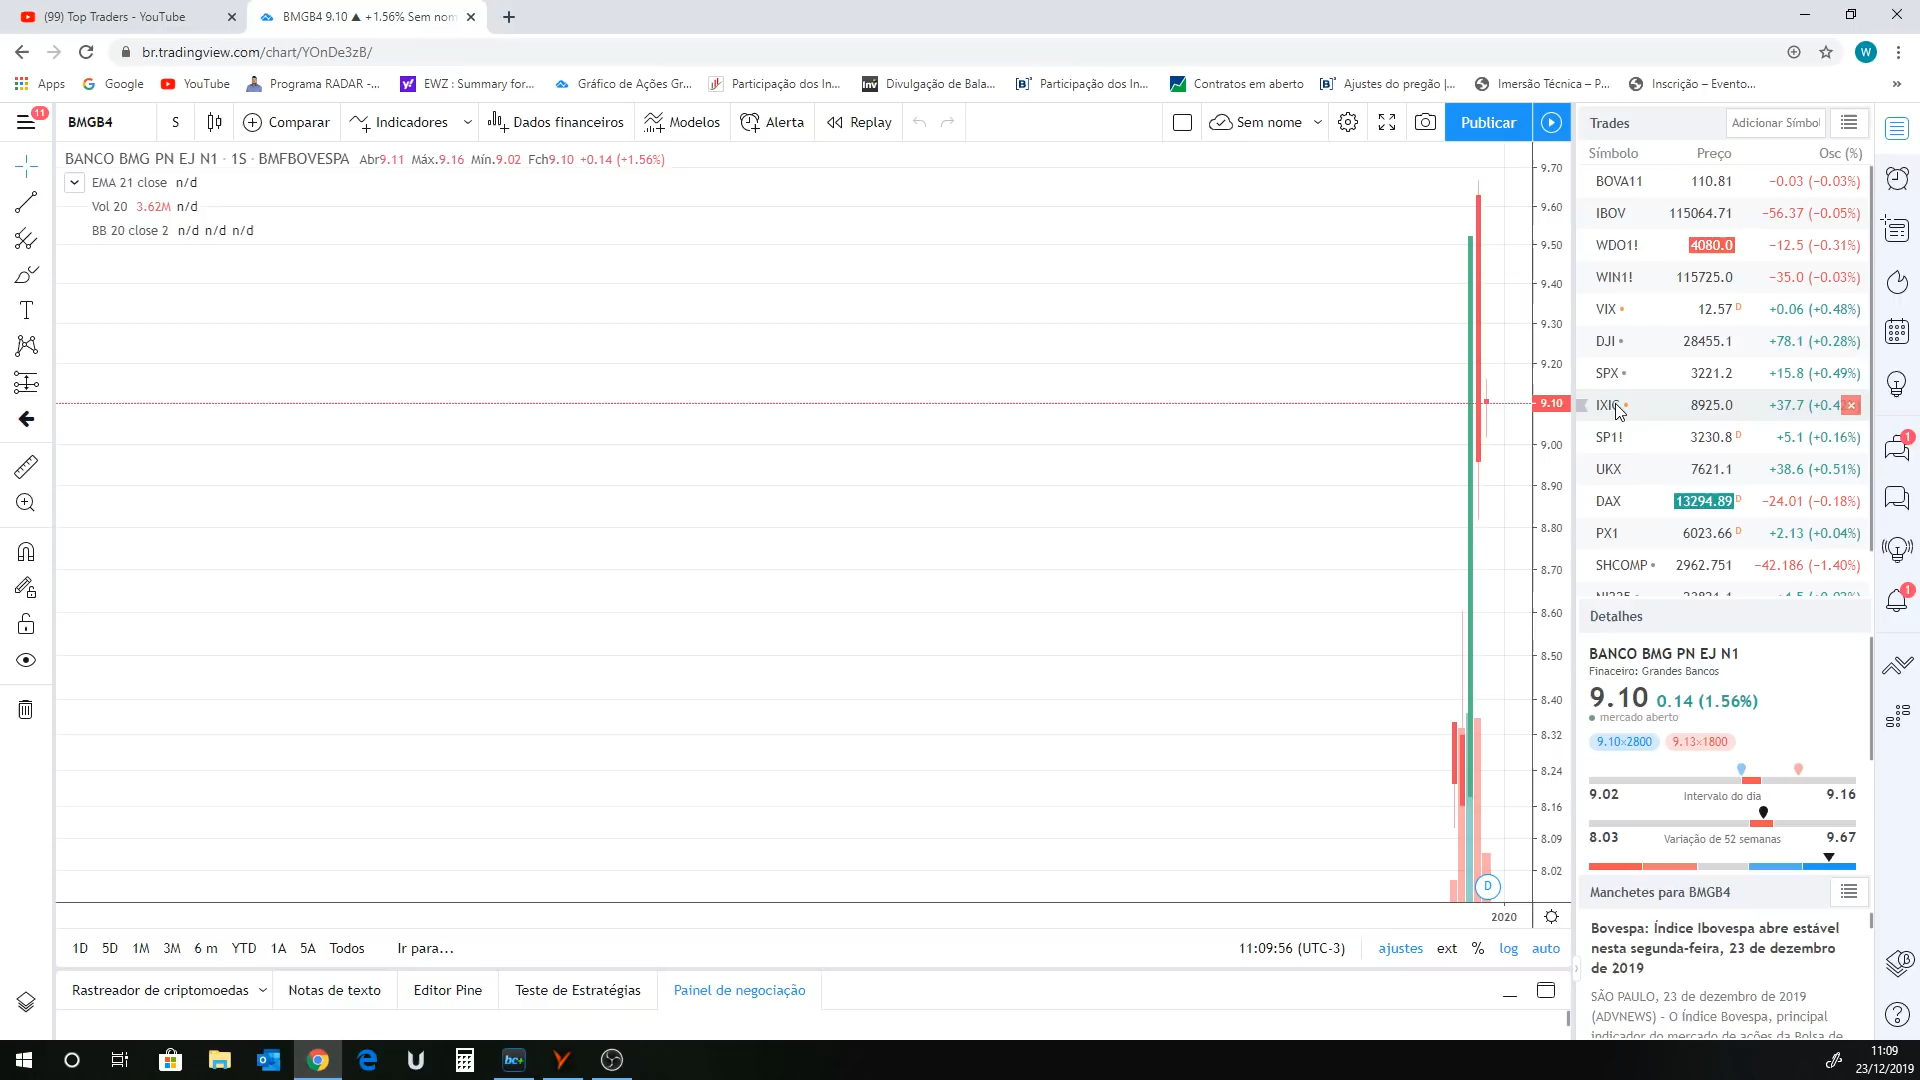 (99) Top Traders - YouTube
BMGB4 9.10 ▲ +1.56% Sem nom
br.tradingview.com/chart/YOnDe3zB/
W
Apps
Google
YouTube
Programa RADAR -...
EWZ : Summary for...
Gráfico de Ações Gr...
Participação dos In...
Divulgação de Bala...
Participação dos In...
Contratos em aberto
Ajustes do pregão |...
Imersão Técnica – P...
Inscrição – Evento...
»
11
BMGB4
S
Comparar
Indicadores
Dados financeiros
Modelos
Alerta
Replay
Sem nome
Publicar
BANCO BMG PN EJ N1 · 1S · BMFBOVESPA Abr9.11 Máx.9.16 Mín.9.02 Fch9.10 +0.14 (+1.56%)
EMA 21 close n/d
Vol 20 3.62M n/d
BB 20 close 2 n/d n/d n/d
9.70
9.60
9.50
9.40
9.30
9.20
9.10
9.00
8.90
8.80
8.70
8.60
8.50
8.40
8.32
8.24
8.16
8.09
8.02
D
2020
1D 5D 1M 3M 6 m YTD 1A 5A Todos Ir para...
11:09:56 (UTC-3) ajustes ext % log auto
Rastreador de criptomoedas
Notas de texto
Editor Pine
Teste de Estratégias
Painel de negociação
Trades
Adicionar Símbol
Símbolo Preço Osc (%)
BOVA11 110.81 −0.03 (−0.03%)
IBOV 115064.71 −56.37 (−0.05%)
WDO1! 4080.0 −12.5 (−0.31%)
WIN1! 115725.0 −35.0 (−0.03%)
VIX 12.57 D +0.06 (+0.48%)
DJI 28455.1 +78.1 (+0.28%)
SPX 3221.2 +15.8 (+0.49%)
8925.0 +37.7
SP1! 3230.8 D +5.1 (+0.16%)
UKX 7621.1 +38.6 (+0.51%)
DAX 13294.89 D −24.01 (−0.18%)
PX1 6023.66 D +2.13 (+0.04%)
SHCOMP 2962.751 −42.186 (−1.40%)
Detalhes
BANCO BMG PN EJ N1
Finaceiro: Grandes Bancos
9.10 0.14 (1.56%)
mercado aberto
9.10×2800 9.13×1800
9.02 Intervalo do dia 9.16
8.03 Variação de 52 semanas 9.67
Manchetes para BMGB4
Bovespa: Índice Ibovespa abre estável
nesta segunda-feira, 23 de dezembro
de 2019
SÃO PAULO, 23 de dezembro de 2019
(ADVNEWS) - O Índice Bovespa, principal
indicador do mercado de ações da Bolsa de
1
1
bc+
11:09
23/12/2019